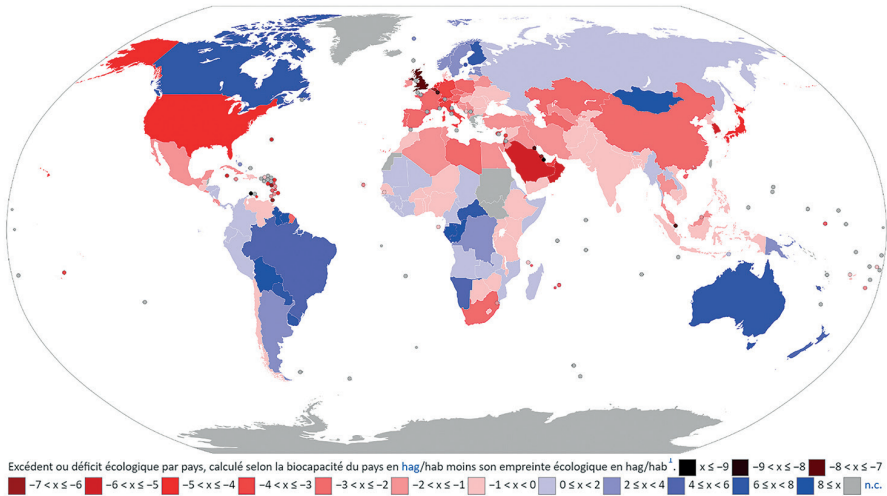 Excédent ou déficit écologique par pays, calculé selon la biocapacité du pays en hag/hab moins son empreinte écologique en hag/hab¹. x ≤ −9 −9 < x ≤ −8 −8 < x ≤ −7
−7 < x ≤ −6 −6 < x ≤ −5 −5 < x ≤ −4 −4 < x ≤ −3 −3 < x ≤ −2 −2 < x ≤ −1 −1 < x < 0 0 ≤ x < 2 2 ≤ x < 4 4 ≤ x < 6 6 ≤ x < 8 8 ≤ x n.c.